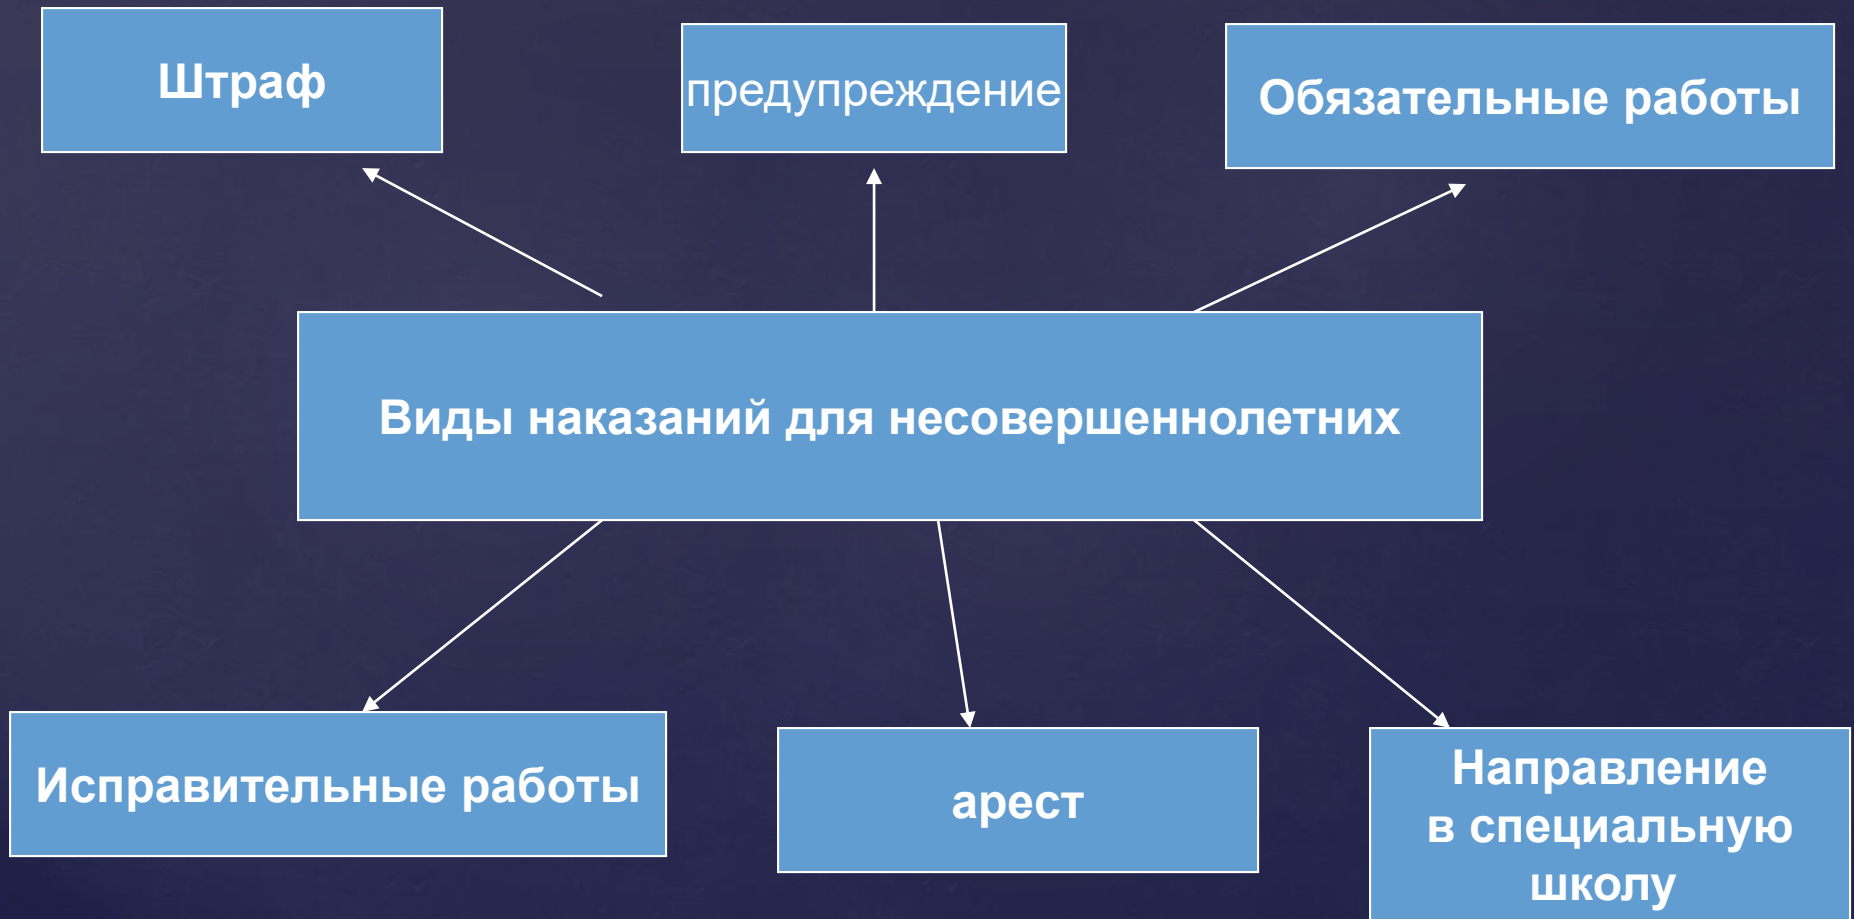 Штраф
предупреждение
Обязательные работы
Виды наказаний для несовершеннолетних
Исправительные работы
арест
Направление
в специальную
школу